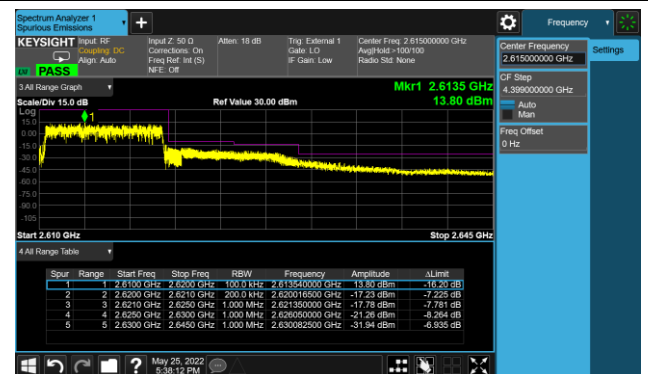 Spectrum Analyzer 1
Spurious Emissions
Frequency
KEYSIGHT
Input: RF
Coupling: DC
Align: Auto
Input Z: 50 Ω
Corrections: On
Freq Ref: Int (S)
NFE: Off
Atten: 18 dB
Trig: External 1
Gate: LO
IF Gain: Low
Center Freq: 2.615000000 GHz
Avg|Hold:>100/100
Radio Std: None
PASS
Center Frequency
2.615000000 GHz
Settings
CF Step
4.399000000 GHz
Auto
Man
Freq Offset
0 Hz
3 All Range Graph
Mkr1 2.6135 GHz
13.80 dBm
Scale/Div 15.0 dB
Ref Value 30.00 dBm
Log
1
15.0
0
-15.0
-30.0
-45.0
-60.0
-75.0
-90.0
-105
Start 2.610 GHz
Stop 2.645 GHz
4 All Range Table
Spur Range Start Freq Stop Freq RBW Frequency Amplitude ΔLimit
1 1 2.6100 GHz 2.6200 GHz 100.0 kHz 2.613540000 GHz 13.80 dBm -16.20 dB
2 2 2.6200 GHz 2.6210 GHz 200.0 kHz 2.620016500 GHz -17.23 dBm -7.225 dB
3 3 2.6210 GHz 2.6250 GHz 1.000 MHz 2.621350000 GHz -17.78 dBm -7.781 dB
4 4 2.6250 GHz 2.6300 GHz 1.000 MHz 2.626050000 GHz -21.26 dBm -8.264 dB
5 5 2.6300 GHz 2.6450 GHz 1.000 MHz 2.630082500 GHz -31.94 dBm -6.935 dB
May 25, 2022
5:38:12 PM